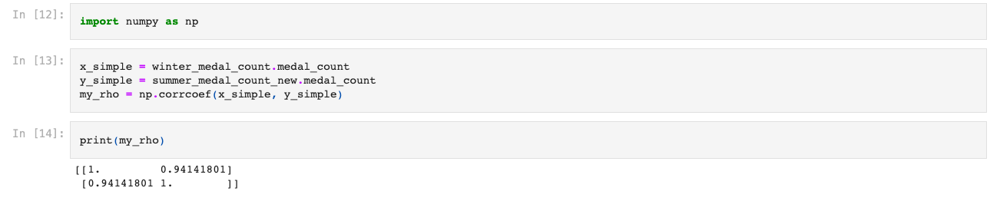 In [12]: import numpy as np
In [13]: x_simple = winter_medal_count.medal_count
y_simple = summer_medal_count_new.medal_count
my_rho = np.corrcoef(x_simple, y_simple)
In [14]: print(my_rho)
[[1.         0.94141801]
 [0.94141801 1.        ]]